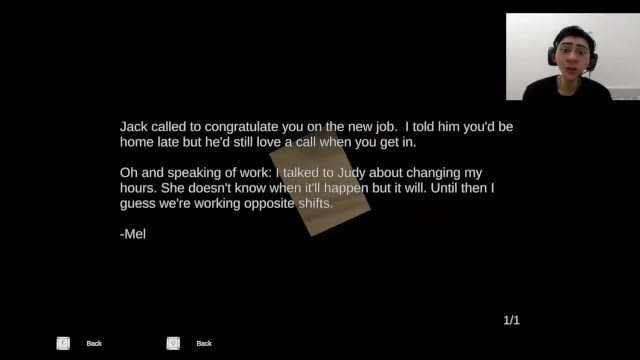 Jack called to congratulate you on the new job.  I told him you'd be
home late but he'd still love a call when you get in.
Oh and speaking of work: I talked to Judy about changing my
hours. She doesn't know when it'll happen but it will. Until then I
guess we're working opposite shifts.
-Mel
1/1
Back
Back